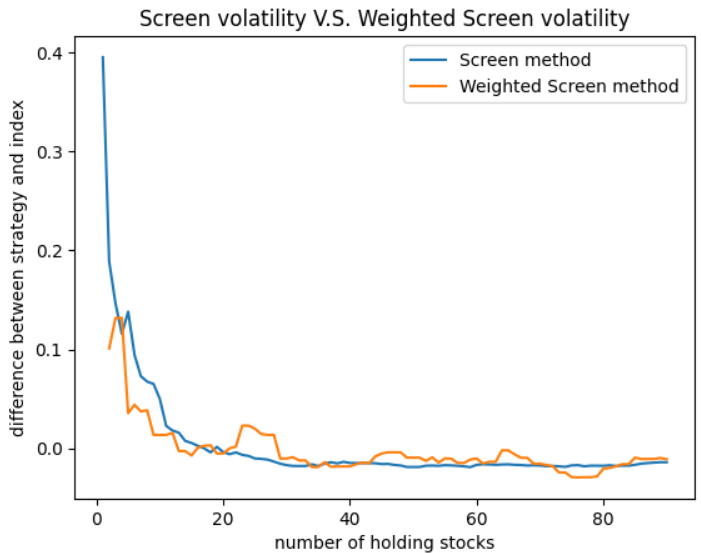 Screen volatility V.S. Weighted Screen volatility
Screen method
Weighted Screen method
difference between strategy and index
0.4
0.3
0.2
0.1
0.0
0 20 40 60 80
number of holding stocks